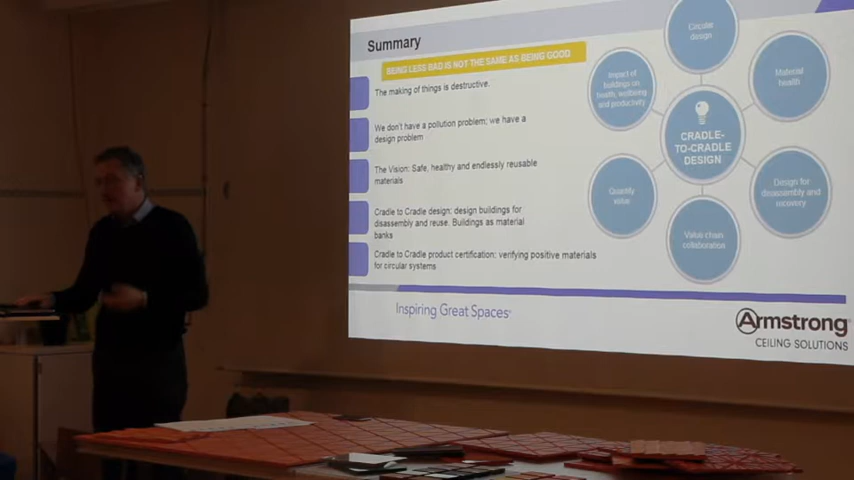 Summary
BEING LESS BAD IS NOT THE SAME AS BEING GOOD
The making of things is destructive.
We don't have a pollution problem; we have a
design problem
The Vision: Safe, healthy and endlessly reusable
materials
Cradle to Cradle design: design buildings for
disassembly and reuse. Buildings as material
banks
Cradle to Cradle product certification: verifying positive materials
for circular systems
Circular
design
Impact of
buildings on
health, wellbeing
and productivity
Material
health
CRADLE-
TO-CRADLE
DESIGN
Quantify
value
Design for
disassembly and
recovery
Value chain
collaboration
Inspiring Great Spaces®
Armstrong®
CEILING SOLUTIONS